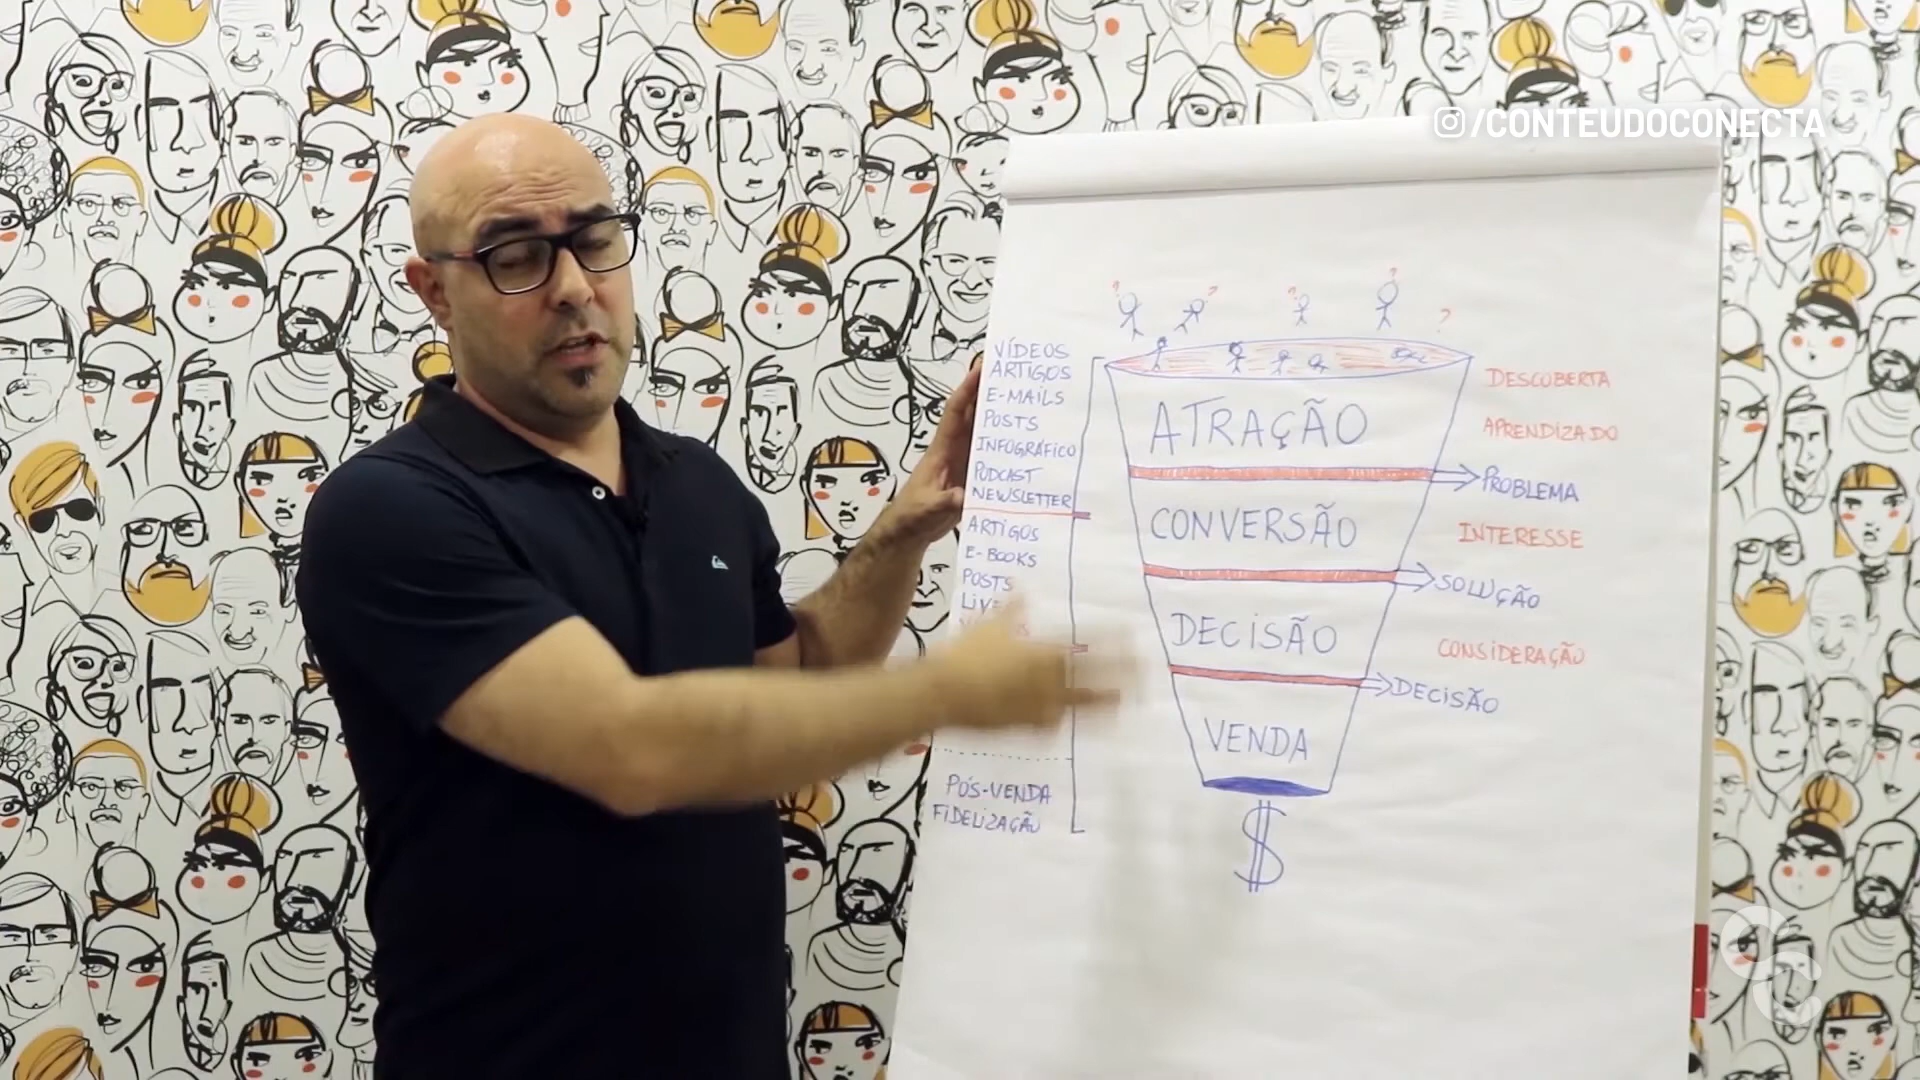 /CONTEUDOCONECTA
VÍDEOS
ARTIGOS
E-MAILS
POSTS
INFOGRÁFICO
PODCAST
NEWSLETTER
ARTIGOS
E-BOOKS
POSTS
PÓS-VENDA
FIDELIZAÇÃO
? ? ? ? ?
ATRAÇÃO
CONVERSÃO
DECISÃO
VENDA
$
DESCOBERTA
APRENDIZADO
PROBLEMA
INTERESSE
SOLUÇÃO
CONSIDERAÇÃO
DECISÃO